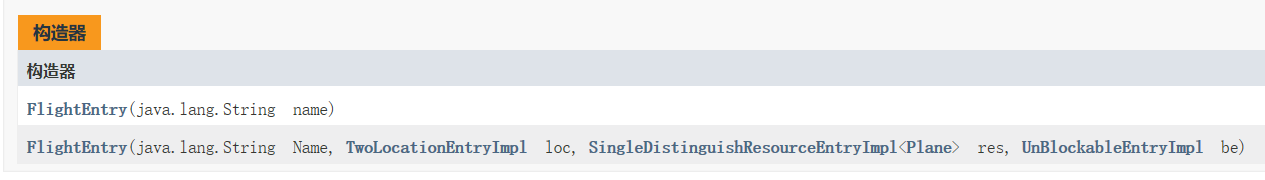 构造器
构造器
FlightEntry(java.lang.String name)
FlightEntry(java.lang.String Name, TwoLocationEntryImpl loc, SingleDistinguishResourceEntryImpl<Plane> res, UnBlockableEntryImpl be)